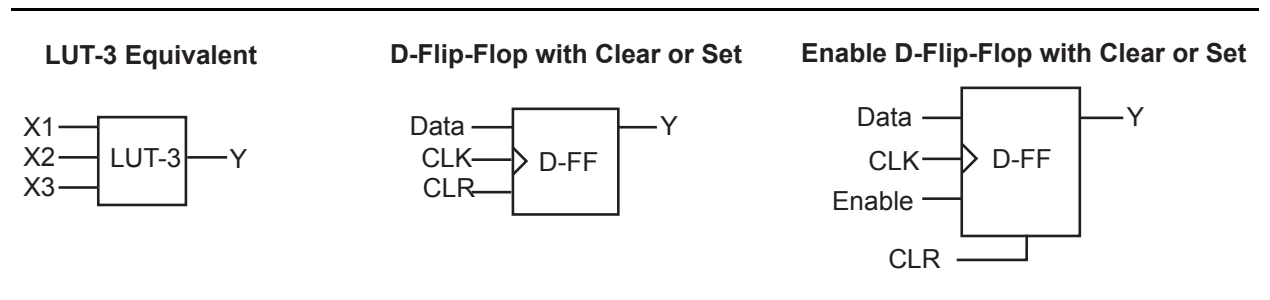 LUT-3 Equivalent
X1
X2
X3
LUT-3
Y
D-Flip-Flop with Clear or Set
Data
CLK
CLR
D-FF
Y
Enable D-Flip-Flop with Clear or Set
Data
CLK
Enable
CLR
D-FF
Y